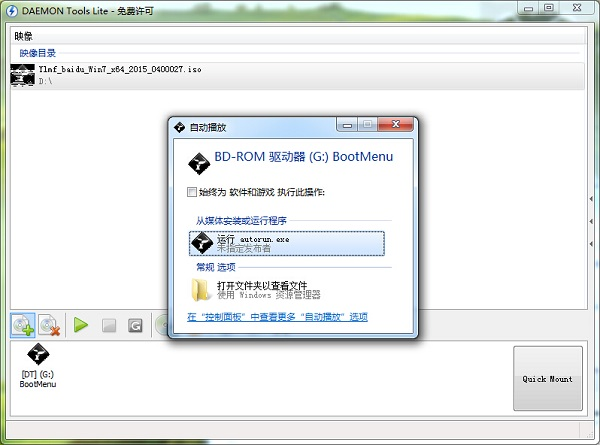 DAEMON Tools Lite - 免费许可
映像
映像目录
Ylmf_baidu_Win7_x64_2015_0400027.iso
D:\
自动播放
BD-ROM 驱动器 (G:) BootMenu
始终为 软件和游戏 执行此操作:
从媒体安装或运行程序
运行 autorun.exe
未指定发布者
常规 选项
打开文件夹以查看文件
使用 Windows 资源管理器
在“控制面板”中查看更多“自动播放”选项
[DT] (G:)
BootMenu
Quick Mount